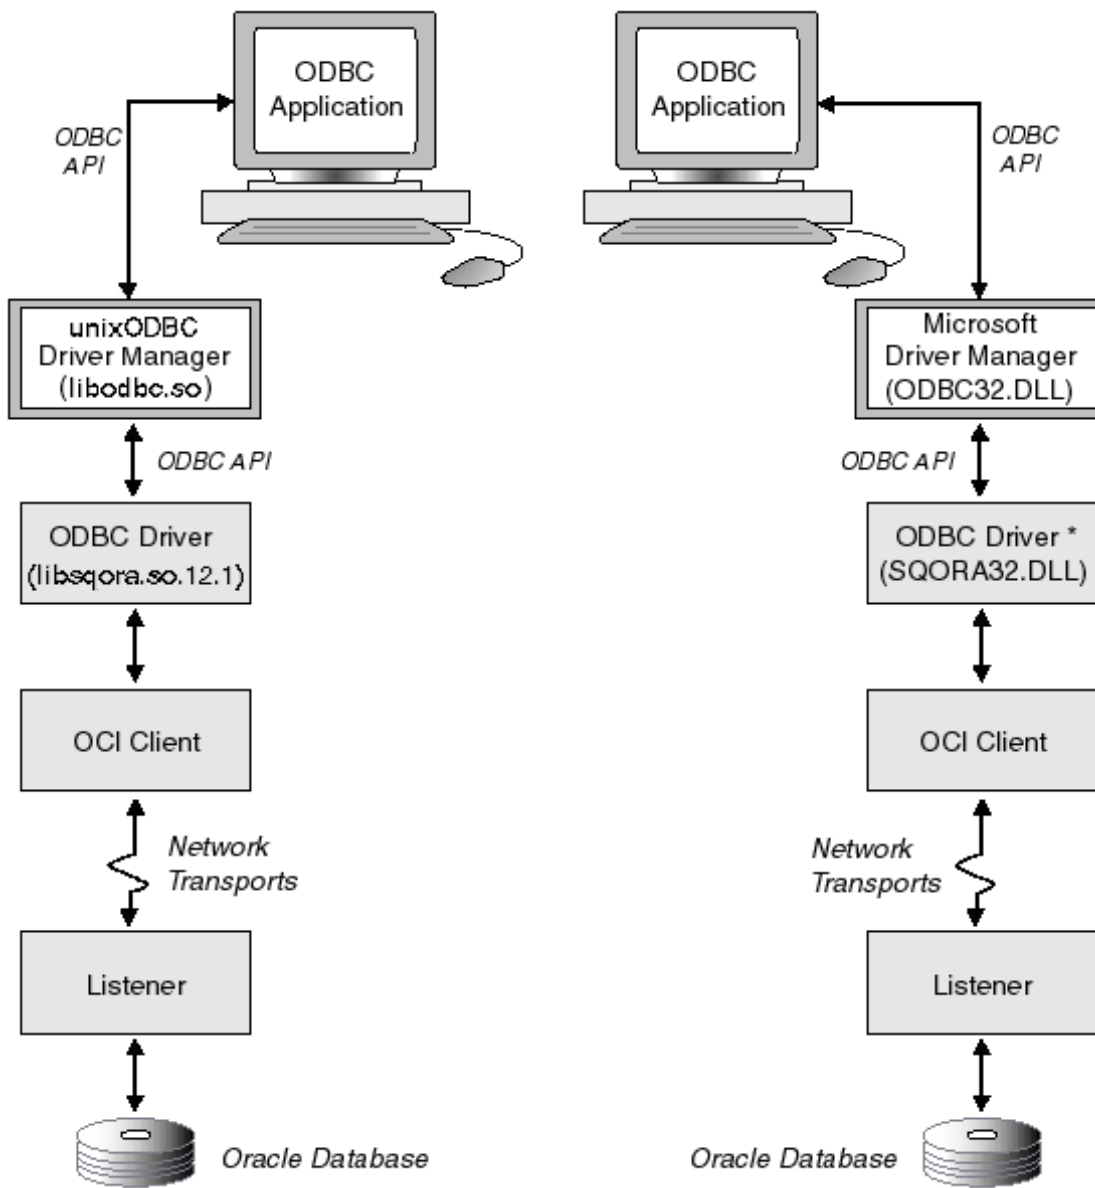 ODBC
Application
ODBC
API
unixODBC
Driver Manager
(libodbc.so)
ODBC API
ODBC Driver
(libsqora.so.12.1)
OCI Client
Network
Transports
Listener
Oracle Database
ODBC
Application
ODBC
API
Microsoft
Driver Manager
(ODBC32.DLL)
ODBC API
ODBC Driver *
(SQORA32.DLL)
OCI Client
Network
Transports
Listener
Oracle Database